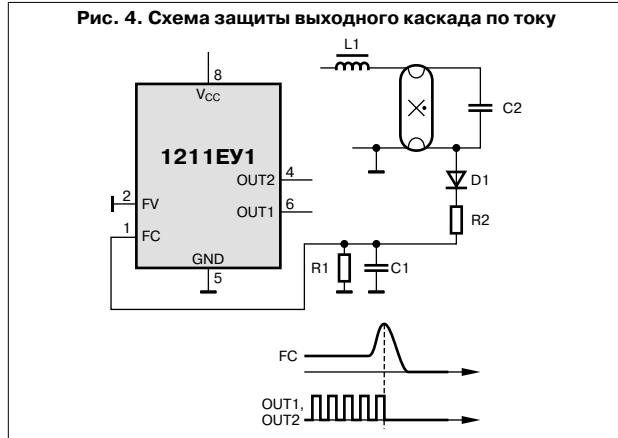 Рис. 4. Схема защиты выходного каскада по току
L1
8
VCC
C2
1211ЕУ1
OUT2
4
D1
2
FV
OUT1
6
R2
1
FC
GND
5
R1
C1
FC
OUT1,
OUT2